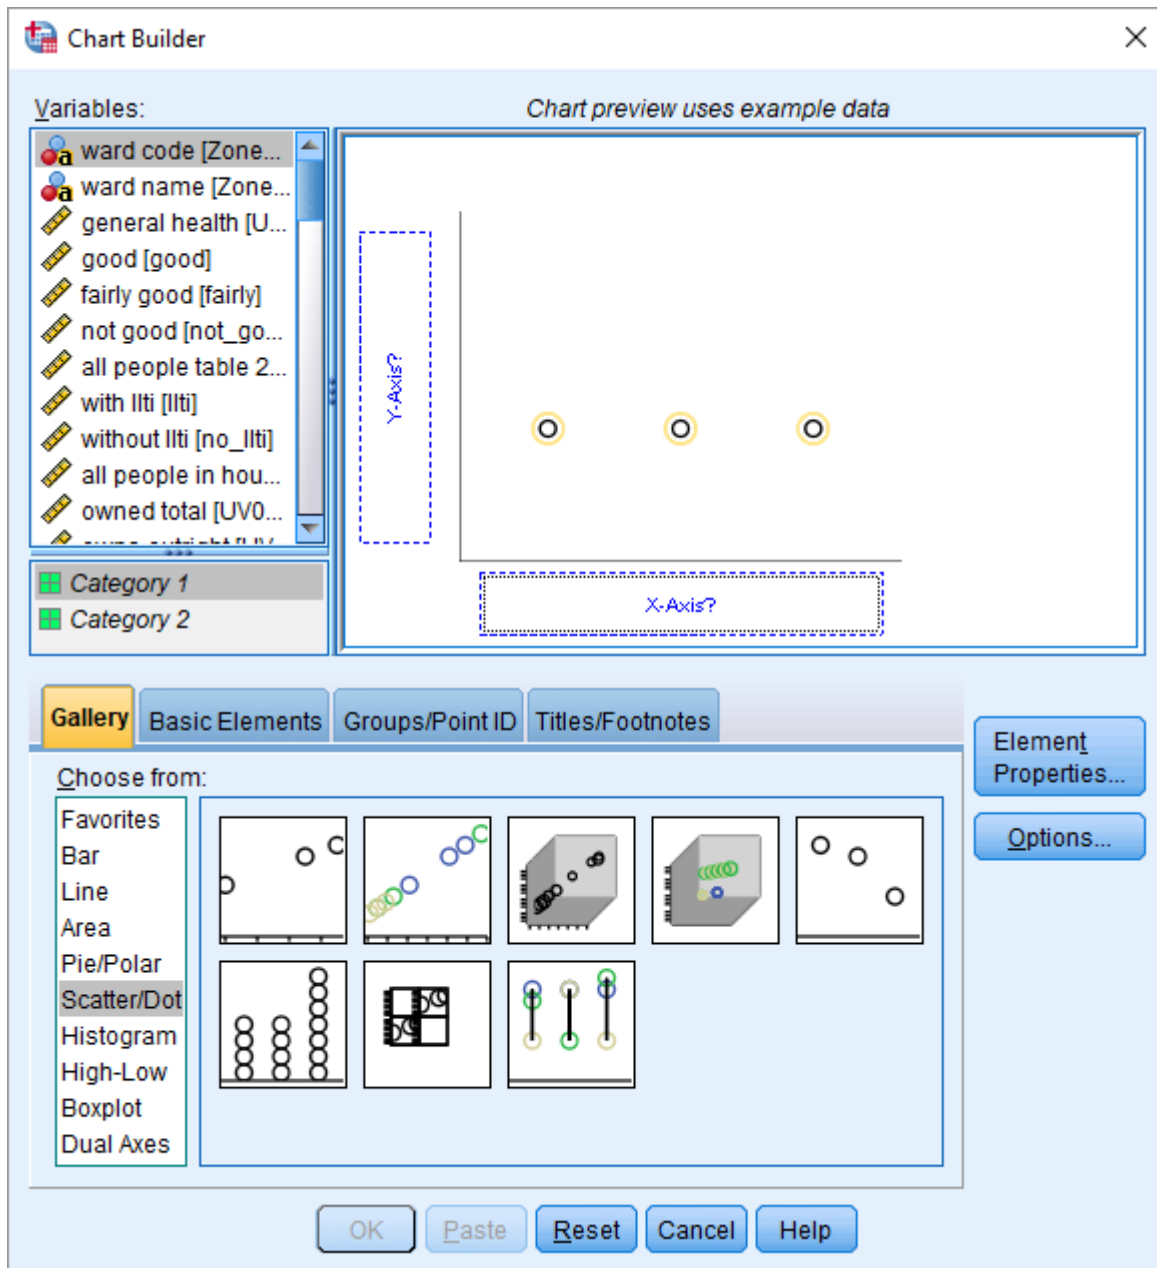 Chart Builder
Variables:
Chart preview uses example data
ward code [Zone...
ward name [Zone...
general health [U...
good [good]
fairly good [fairly]
not good [not_go...
all people table 2...
with llti [llti]
without llti [no_llti]
all people in hou...
owned total [UV0...
Y-Axis?
X-Axis?
Category 1
Category 2
Gallery
Basic Elements
Groups/Point ID
Titles/Footnotes
Element
Properties...
Options...
Choose from:
Favorites
Bar
Line
Area
Pie/Polar
Scatter/Dot
Histogram
High-Low
Boxplot
Dual Axes
OK
Paste
Reset
Cancel
Help